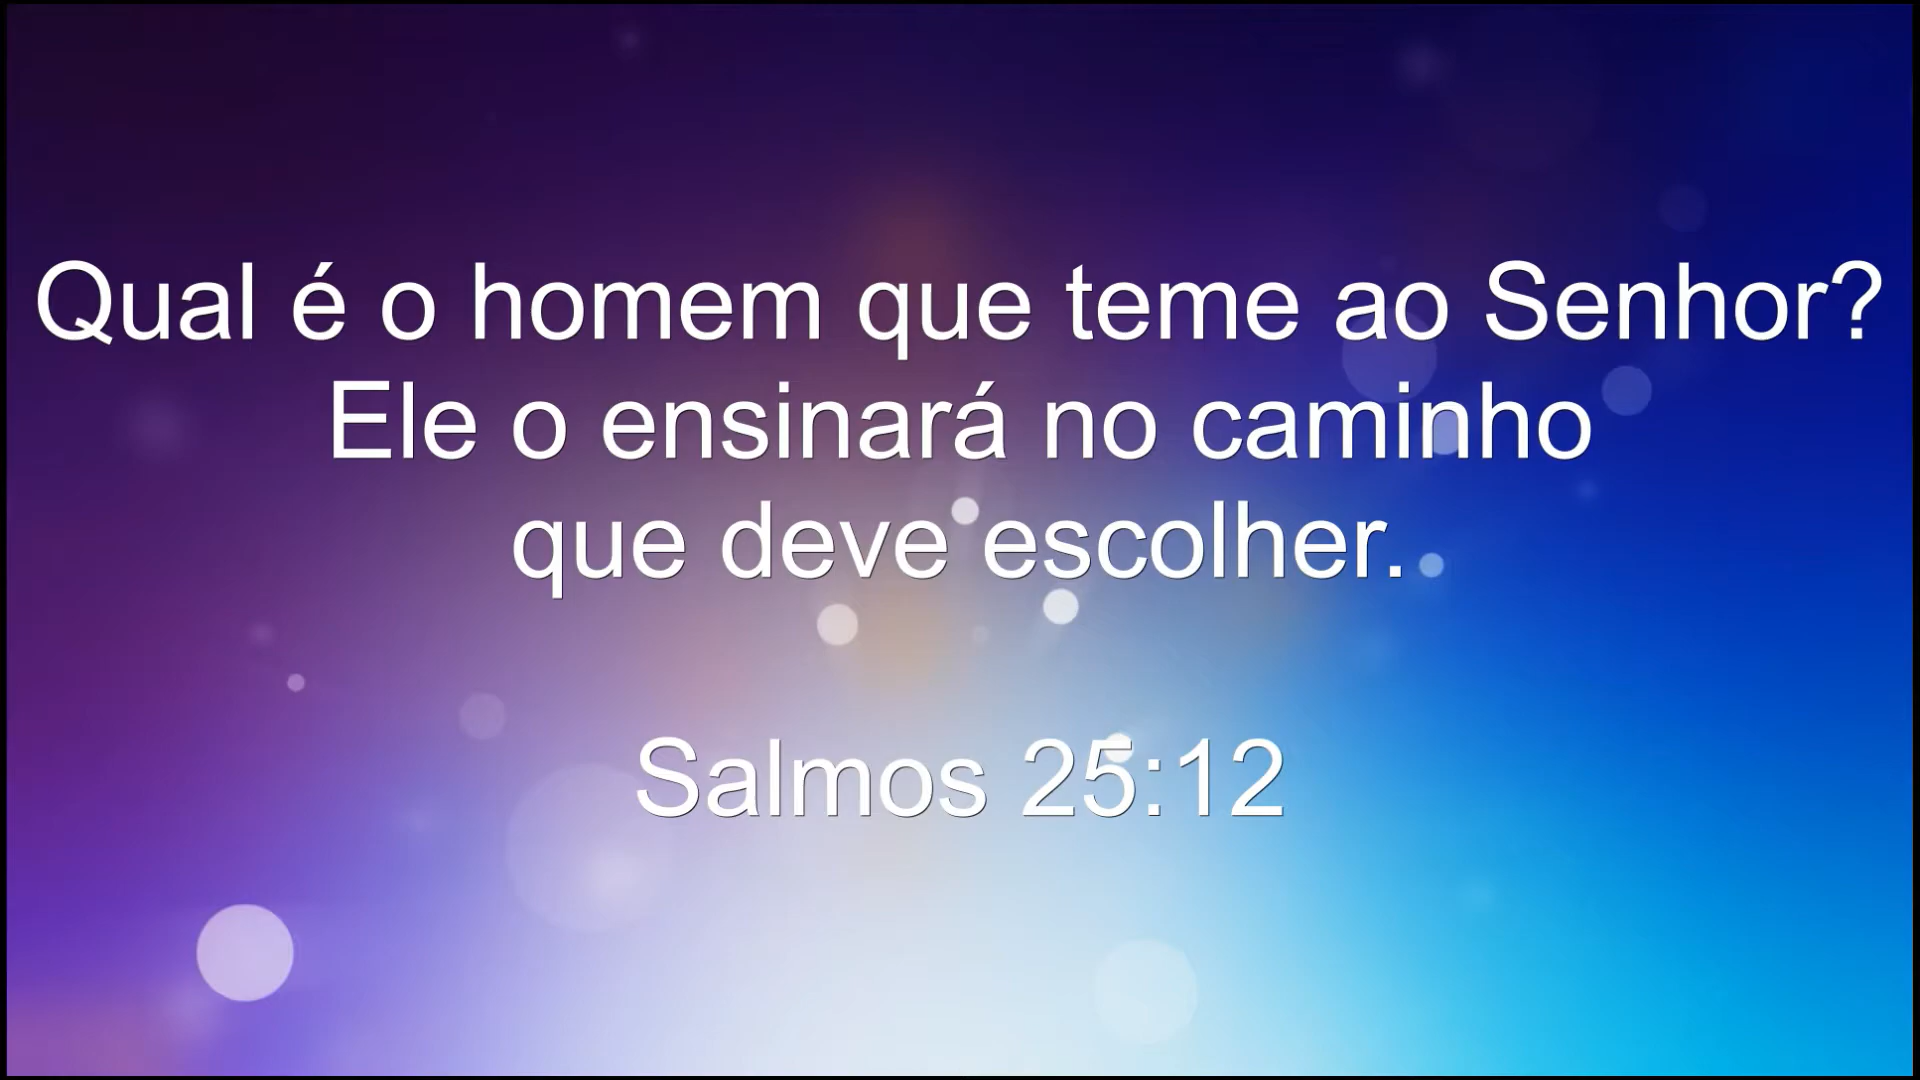 Qual é o homem que teme ao Senhor?
Ele o ensinará no caminho
que deve escolher.
Salmos 25:12